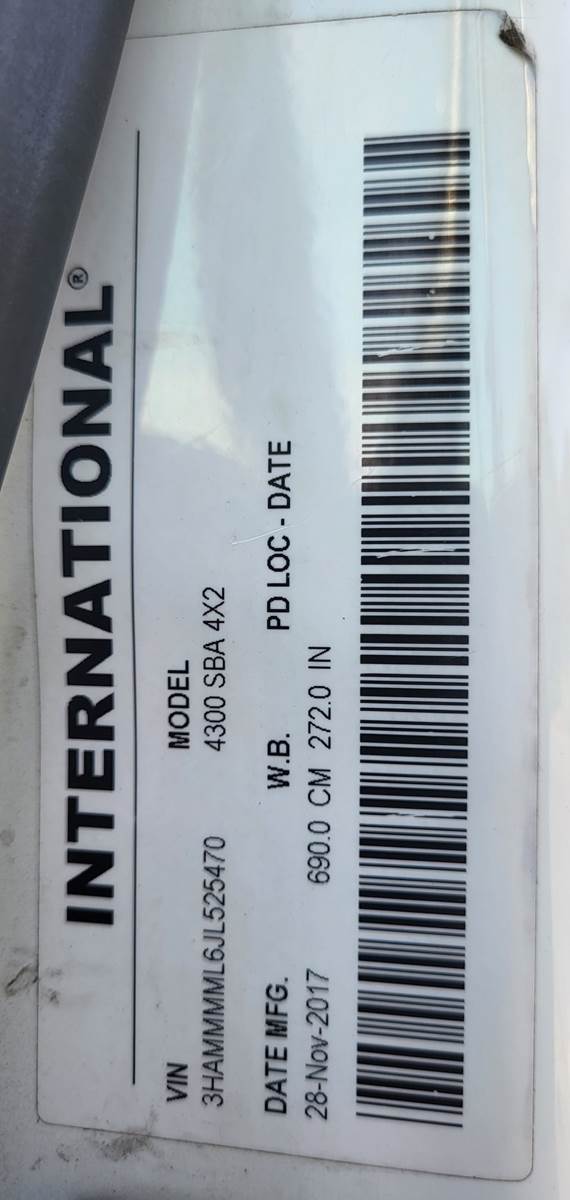 INTERNATIONAL®
VIN MODEL
3HAMMMML6JL525470 4300 SBA 4X2
DATE MFG. W.B. PD LOC - DATE
28-Nov-2017 690.0 CM 272.0 IN